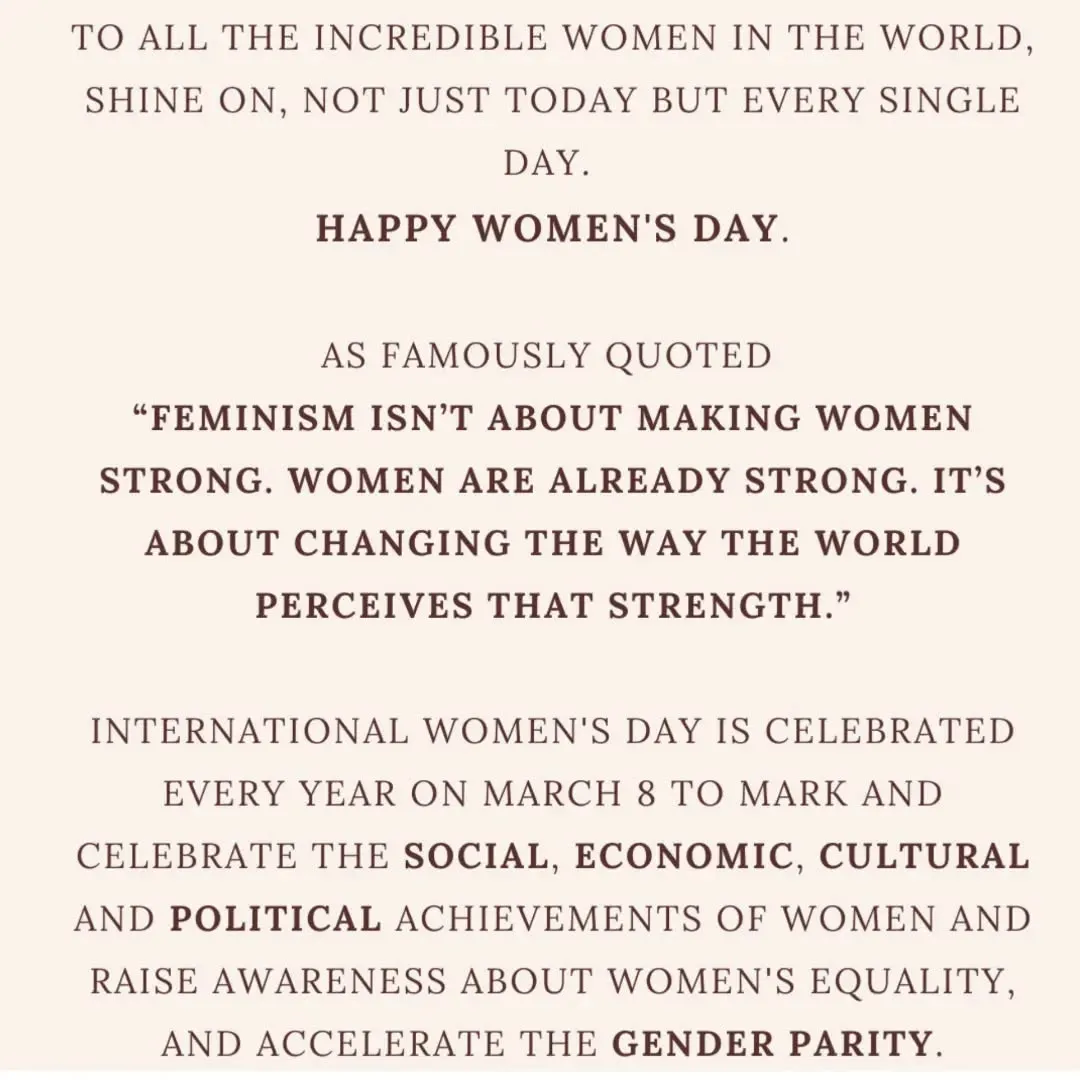 TO ALL THE INCREDIBLE WOMEN IN THE WORLD,
SHINE ON, NOT JUST TODAY BUT EVERY SINGLE
DAY.
HAPPY WOMEN'S DAY.
AS FAMOUSLY QUOTED
“FEMINISM ISN’T ABOUT MAKING WOMEN
STRONG. WOMEN ARE ALREADY STRONG. IT’S
ABOUT CHANGING THE WAY THE WORLD
PERCEIVES THAT STRENGTH.”
INTERNATIONAL WOMEN'S DAY IS CELEBRATED
EVERY YEAR ON MARCH 8 TO MARK AND
CELEBRATE THE SOCIAL, ECONOMIC, CULTURAL
AND POLITICAL ACHIEVEMENTS OF WOMEN AND
RAISE AWARENESS ABOUT WOMEN'S EQUALITY,
AND ACCELERATE THE GENDER PARITY.